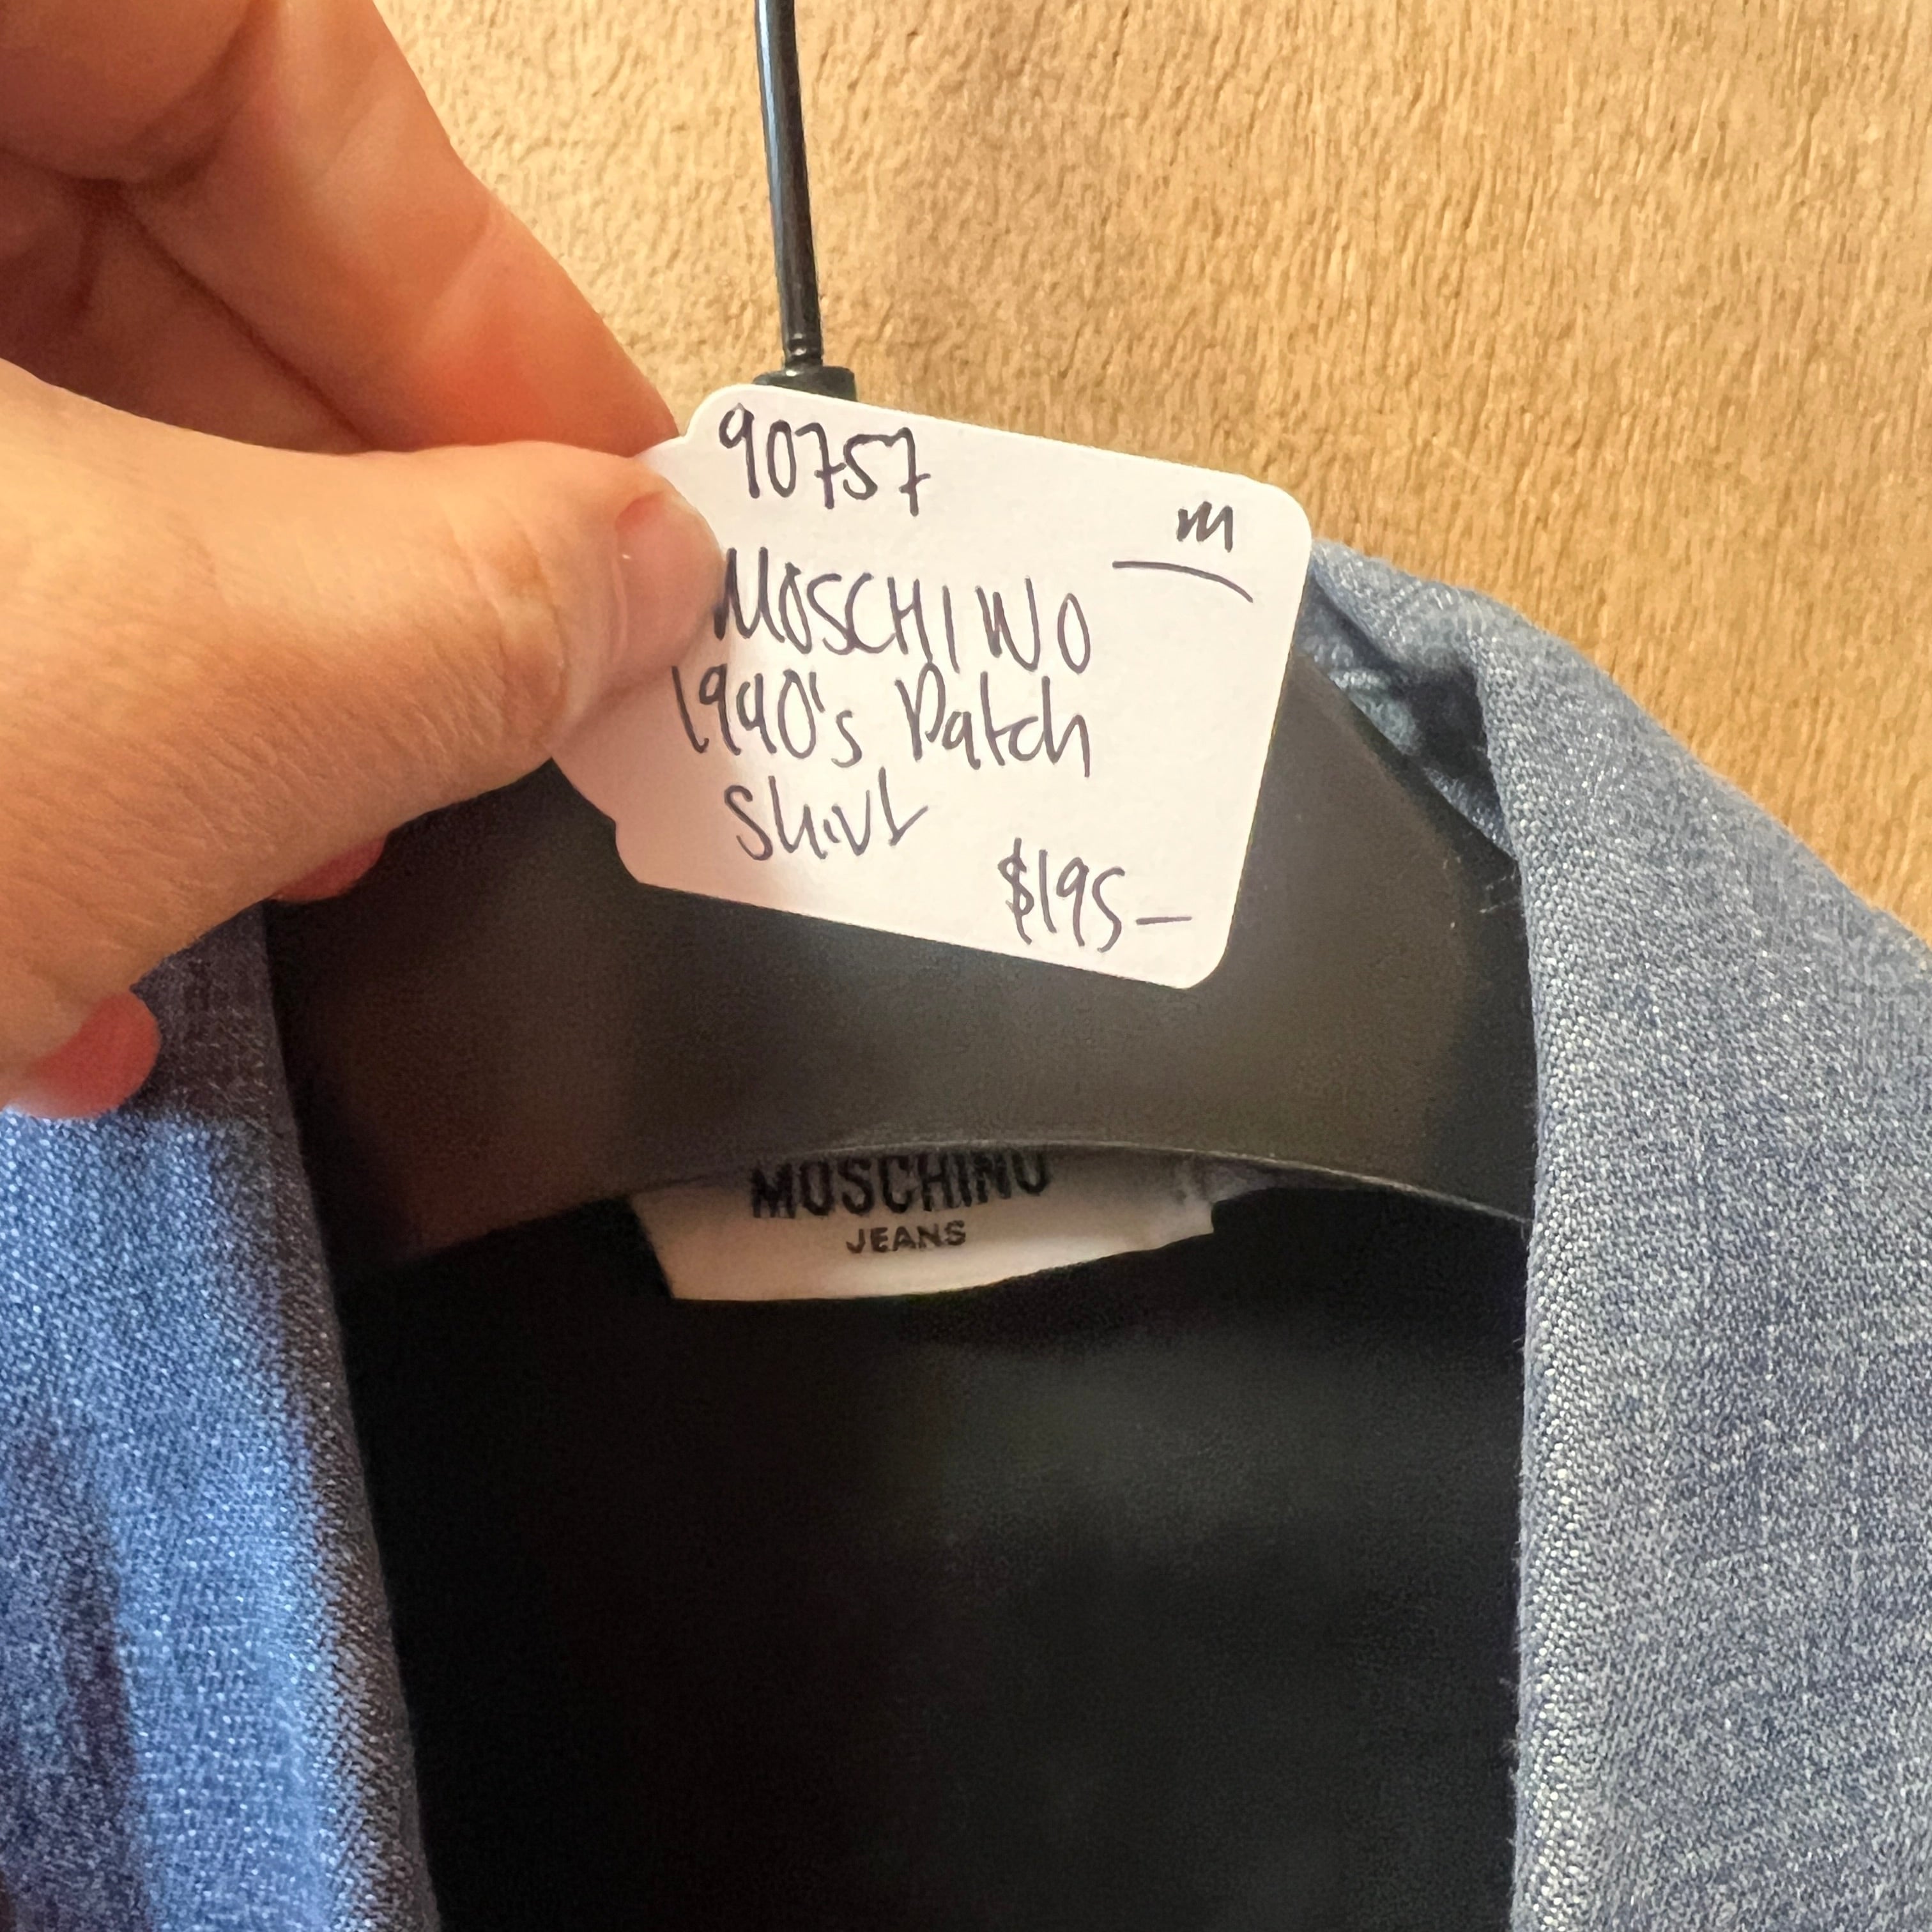 90757
M
MOSCHINO
1990's Patch
Shirt
$195—
MOSCHINO
JEANS